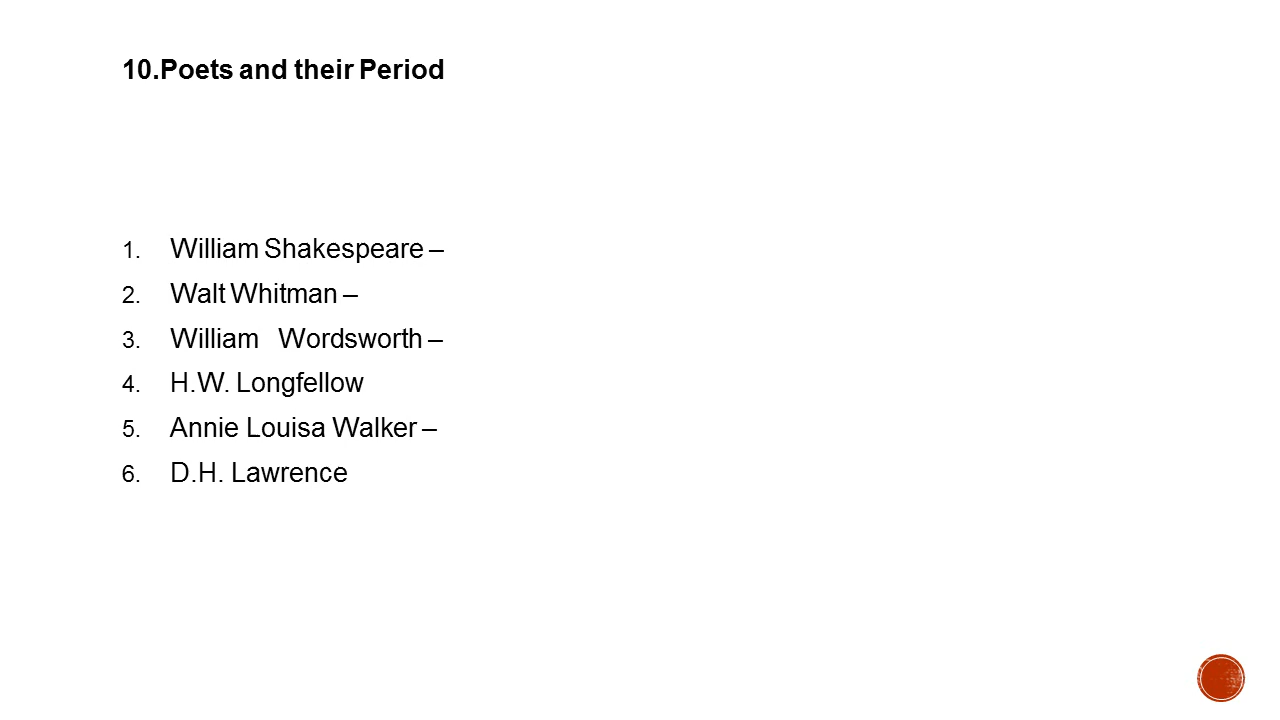 10.Poets and their Period
1. William Shakespeare –
2. Walt Whitman –
3. William Wordsworth –
4. H.W. Longfellow
5. Annie Louisa Walker –
6. D.H. Lawrence